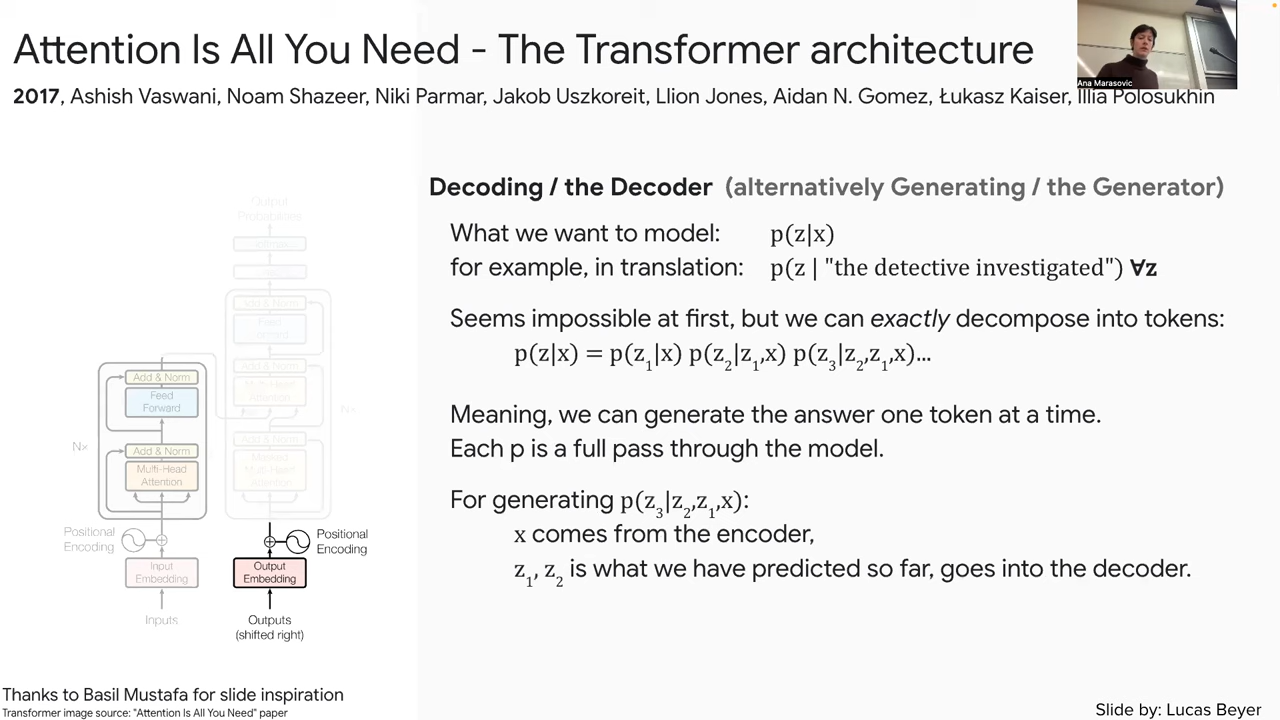 Attention Is All You Need - The Transformer architecture
Ana Marasovic
2017, Ashish Vaswani, Noam Shazeer, Niki Parmar, Jakob Uszkoreit, Llion Jones, Aidan N. Gomez, Łukasz Kaiser, Illia Polosukhin
Decoding / the Decoder (alternatively Generating / the Generator)
What we want to model: p(z|x)
for example, in translation: p(z | "the detective investigated") ∀z
Seems impossible at first, but we can exactly decompose into tokens:
p(z|x) = p(z₁|x) p(z₂|z₁,x) p(z₃|z₂,z₁,x)...
Meaning, we can generate the answer one token at a time.
Each p is a full pass through the model.
For generating p(z₃|z₂,z₁,x):
x comes from the encoder,
z₁, z₂ is what we have predicted so far, goes into the decoder.
Output
Probabilities
Softmax
Add & Norm
Feed
Forward
Add & Norm
Multi-Head
Attention
Nx
Add & Norm
Masked
Multi-Head
Attention
Add & Norm
Feed
Forward
Nx
Add & Norm
Multi-Head
Attention
Positional
Encoding
Input
Embedding
Inputs
Positional
Encoding
Output
Embedding
Outputs
(shifted right)
Thanks to Basil Mustafa for slide inspiration
Transformer image source: "Attention Is All You Need" paper
Slide by: Lucas Beyer